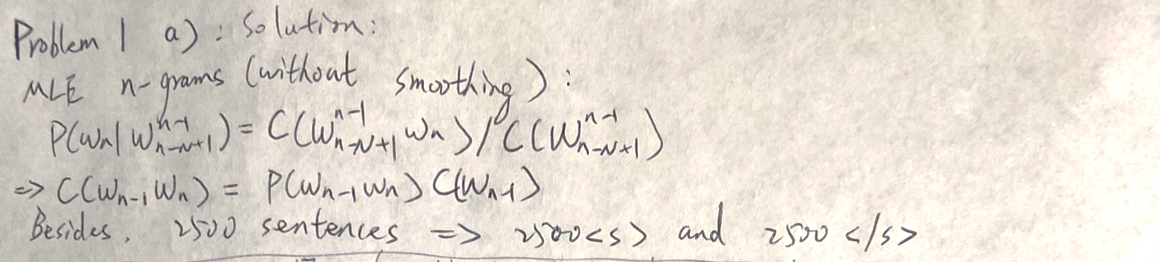 Problem 1 a): Solution:
MLE n-grams (without smoothing):
P(wn|w^{n-1}_{n-N+1}) = C(w^{n-1}_{n-N+1} wn)/C(w^{n-1}_{n-N+1})
=> C(wn-1 wn) = P(wn-1 wn) C(wn-1)
Besides, 2500 sentences => 2500 <s> and 2500 </s>